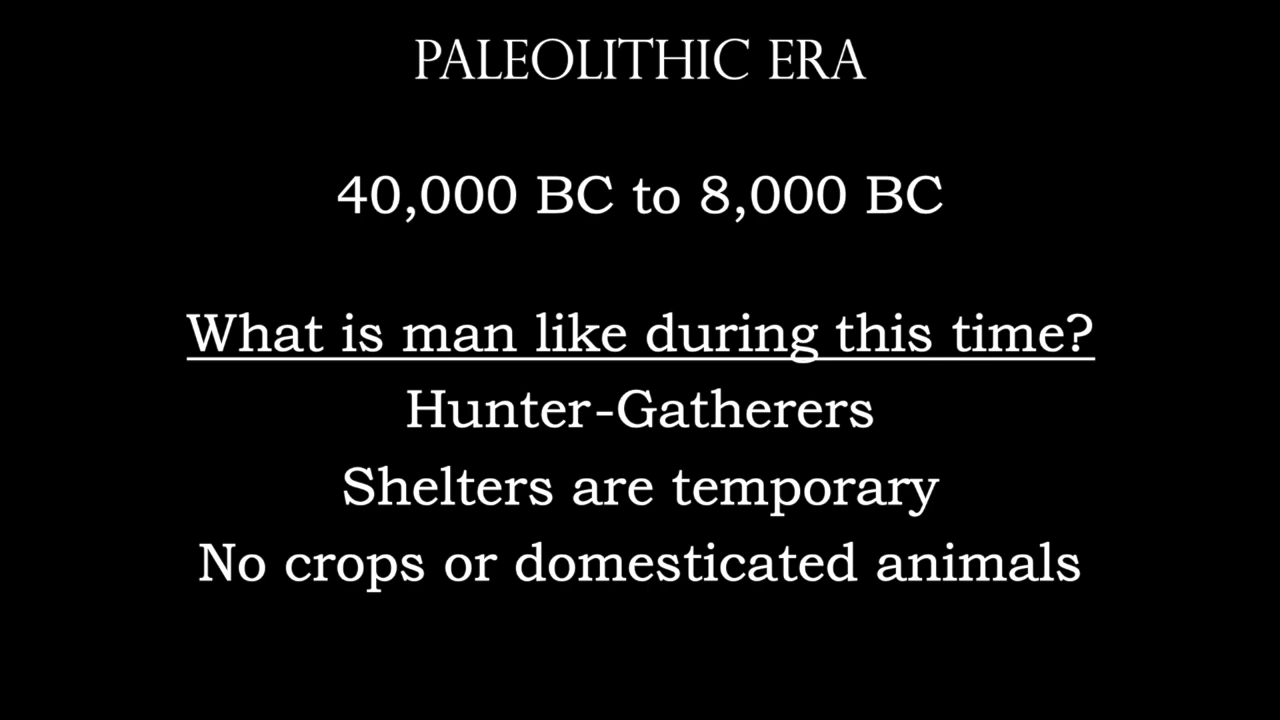 PALEOLITHIC ERA
40,000 BC to 8,000 BC
What is man like during this time?
Hunter-Gatherers
Shelters are temporary
No crops or domesticated animals